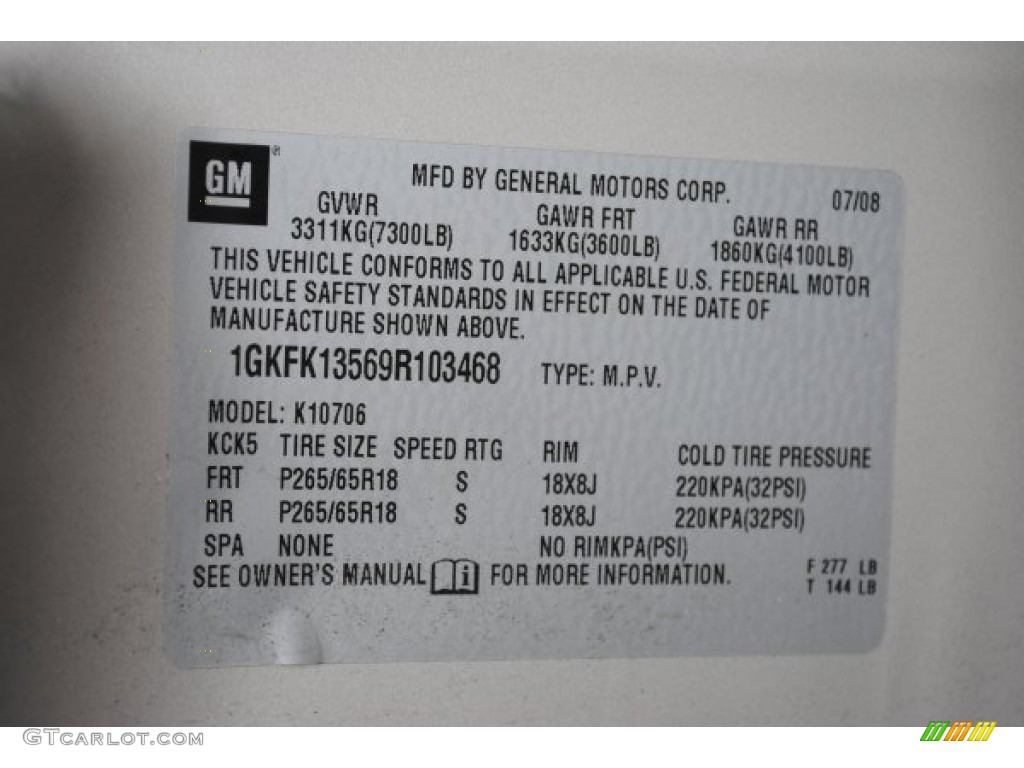 GM
MFD BY GENERAL MOTORS CORP. 07/08
GVWR GAWR FRT GAWR RR
3311KG(7300LB) 1633KG(3600LB) 1860KG(4100LB)
THIS VEHICLE CONFORMS TO ALL APPLICABLE U.S. FEDERAL MOTOR
VEHICLE SAFETY STANDARDS IN EFFECT ON THE DATE OF
MANUFACTURE SHOWN ABOVE.
1GKFK13569R103468 TYPE: M.P.V.
MODEL: K10706
KCK5 TIRE SIZE SPEED RTG RIM COLD TIRE PRESSURE
FRT P265/65R18 S 18X8J 220KPA(32PSI)
RR P265/65R18 S 18X8J 220KPA(32PSI)
SPA NONE NO RIMKPA(PSI)
SEE OWNER'S MANUAL i FOR MORE INFORMATION.
F 277 LB
T 144 LB
GTCARLOT.COM